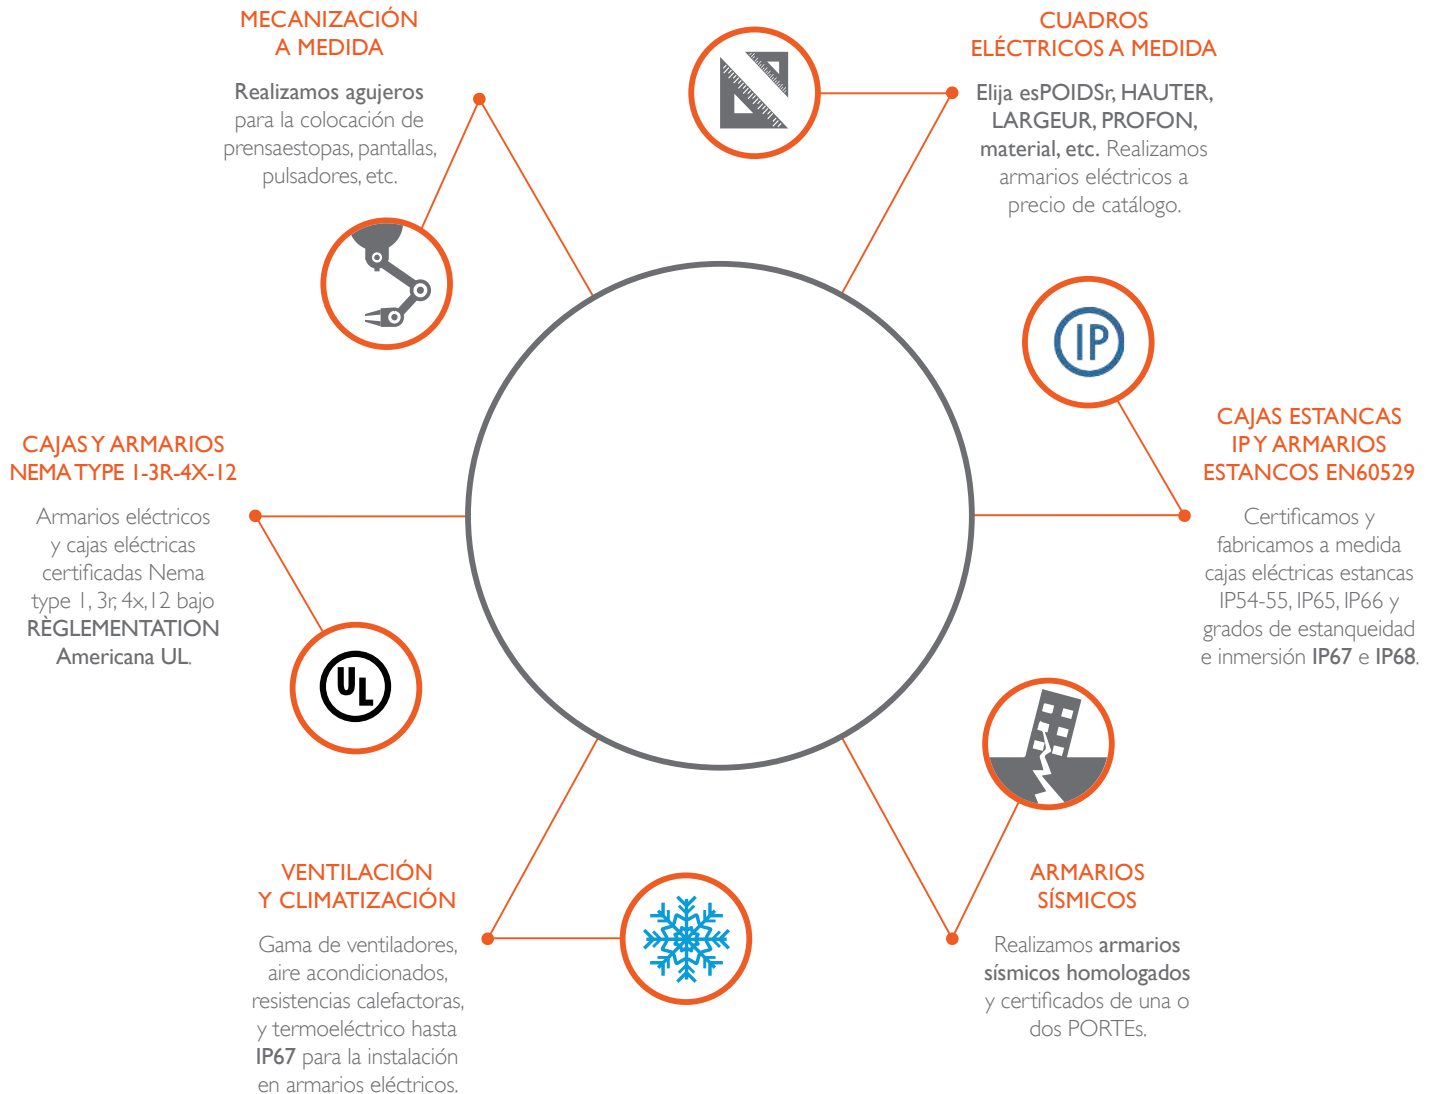 MECANIZACIÓN
A MEDIDA
Realizamos agujeros
para la colocación de
prensaestopas, pantallas,
pulsadores, etc.
CUADROS
ELÉCTRICOS A MEDIDA
Elija esPOIDSr, HAUTER,
LARGEUR, PROFON,
material, etc. Realizamos
armarios eléctricos a
precio de catálogo.
IP
CAJAS ESTANCAS
IP Y ARMARIOS
ESTANCOS EN60529
Certificamos y
fabricamos a medida
cajas eléctricas estancas
IP54-55, IP65, IP66 y
grados de estanqueidad
e inmersión IP67 e IP68.
CAJAS Y ARMARIOS
NEMA TYPE 1-3R-4X-12
Armarios eléctricos
y cajas eléctricas
certificadas Nema
type 1, 3r, 4x,12 bajo
RÈGLEMENTATION
Americana UL.
UL
VENTILACIÓN
Y CLIMATIZACIÓN
Gama de ventiladores,
aire acondicionados,
resistencias calefactoras,
y termoeléctrico hasta
IP67 para la instalación
en armarios eléctricos.
ARMARIOS
SÍSMICOS
Realizamos armarios
sísmicos homologados
y certificados de una o
dos PORTEs.